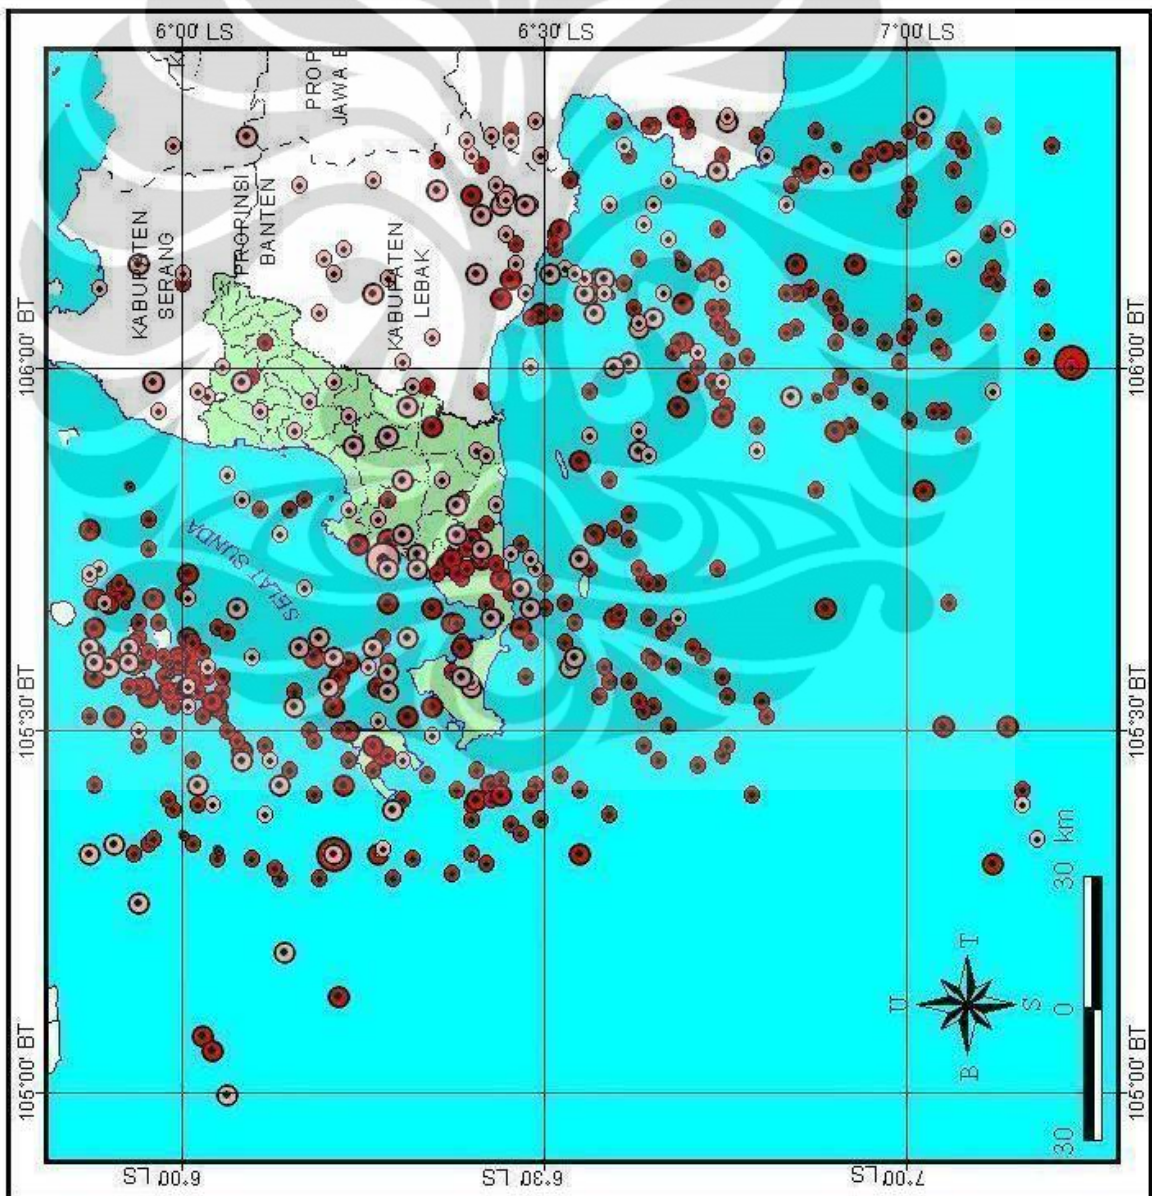 6°00' LS
6°30' LS
7°00' LS
PROP
JAWA B
PROPINSI
BANTEN
KABUPATEN
SERANG
KABUPATEN
LEBAK
106°00' BT
106°00' BT
SELAT SUNDA
105°30' BT
105°30' BT
30 0 30 km
U
T
S
B
105°00' BT
105°00' BT
6°00' LS
6°30' LS
7°00' LS